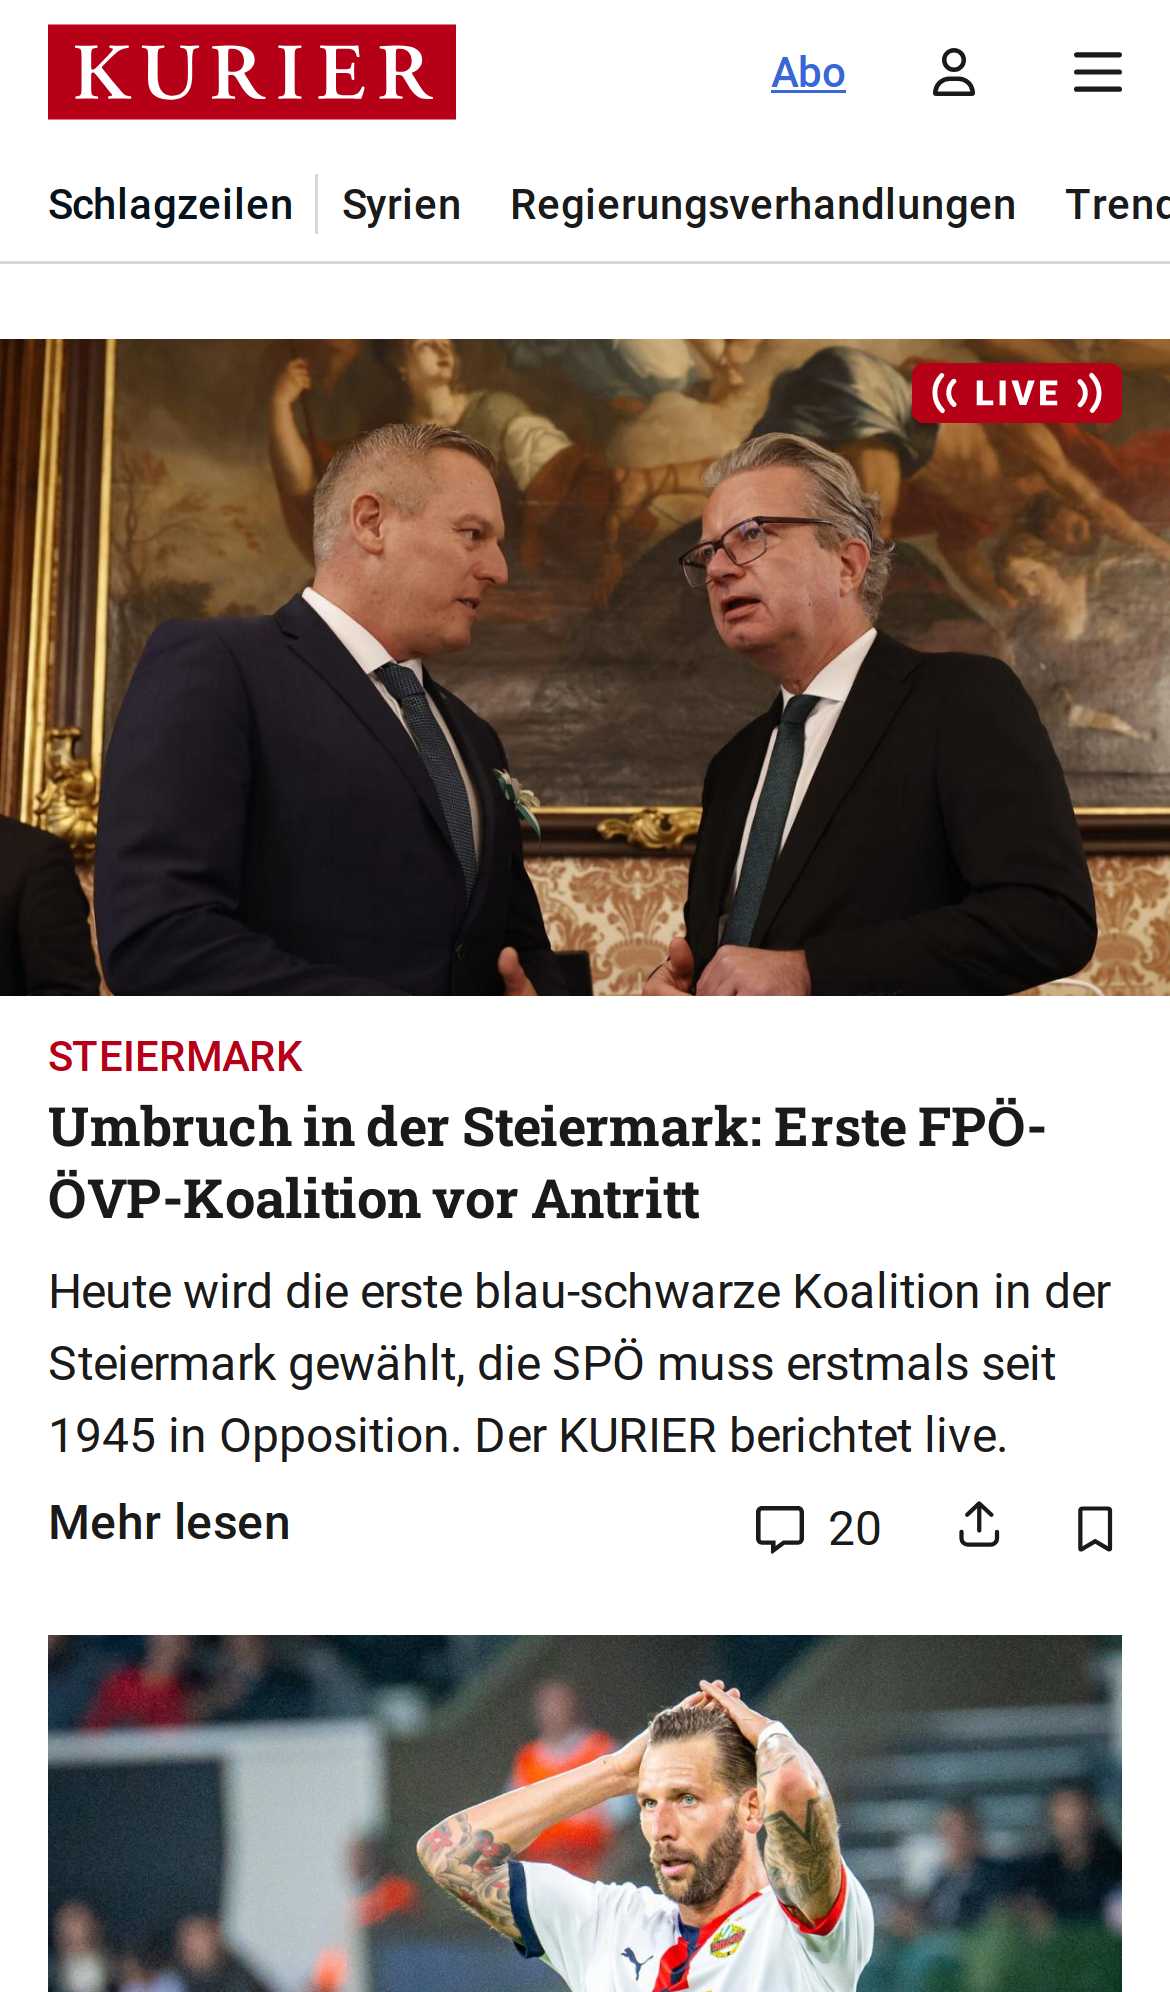 KURIER
Abo
Schlagzeilen
Syrien
Regierungsverhandlungen
Trend
LIVE
STEIERMARK
Umbruch in der Steiermark: Erste FPÖ-
ÖVP-Koalition vor Antritt
Heute wird die erste blau-schwarze Koalition in der
Steiermark gewählt, die SPÖ muss erstmals seit
1945 in Opposition. Der KURIER berichtet live.
Mehr lesen
20